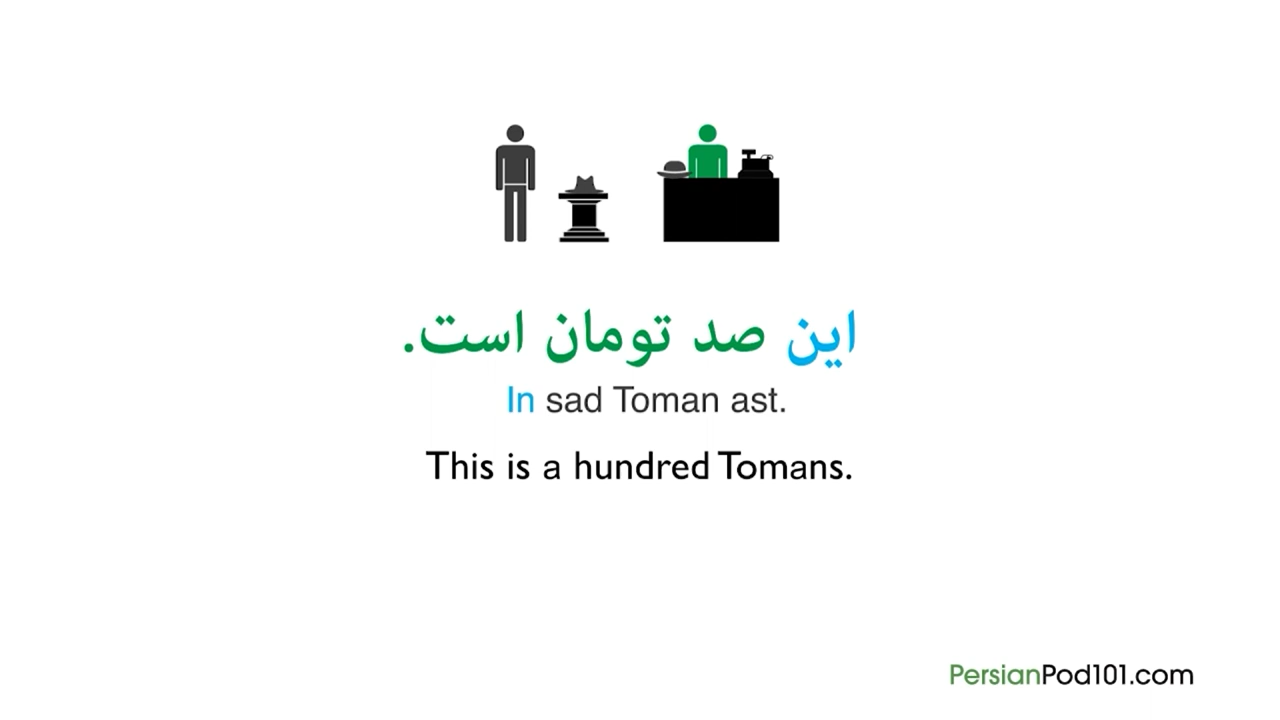 این صد تومان است.
In sad Toman ast.
This is a hundred Tomans.
PersianPod101.com